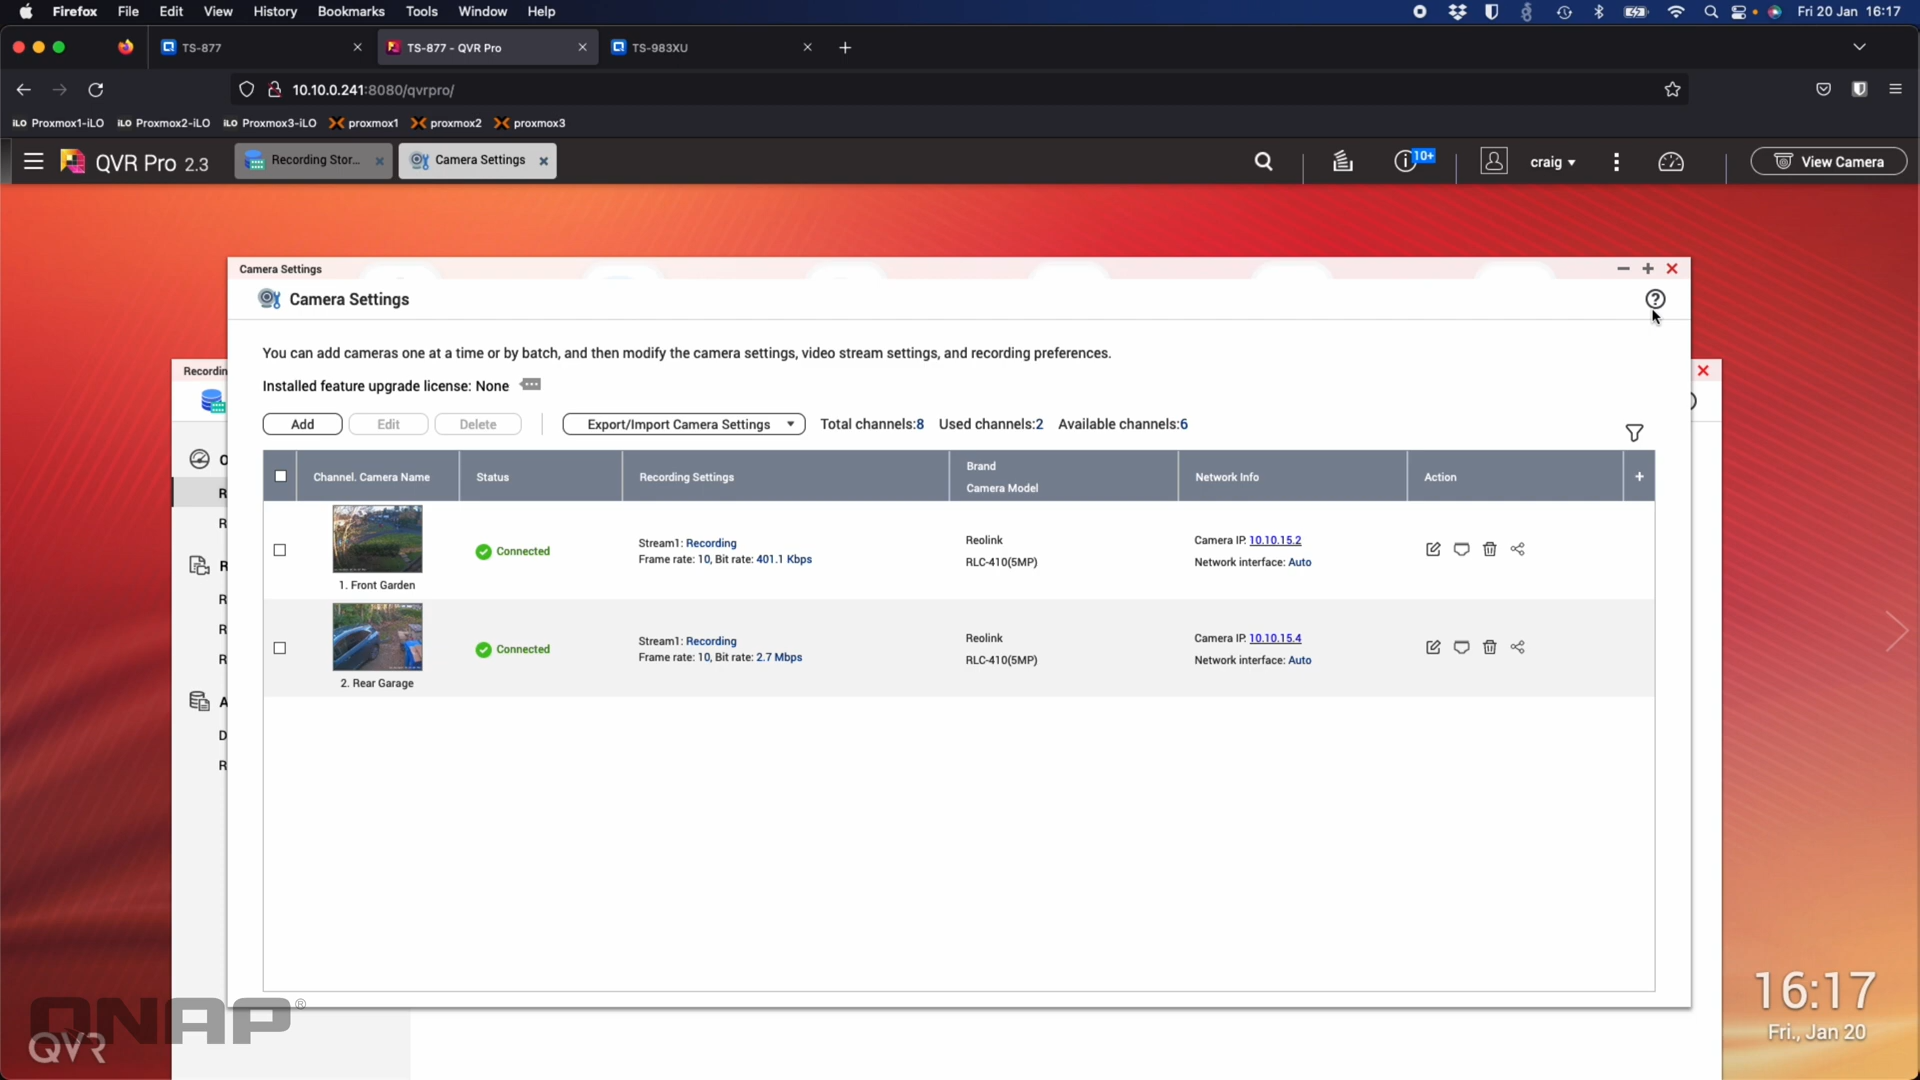 Firefox File Edit View History Bookmarks Tools Window Help Fri 20 Jan 16:17
TS-877 TS-877 - QVR Pro TS-983XU
10.10.0.241:8080/qvrpro/
iLO Proxmox1-iLO iLO Proxmox2-iLO iLO Proxmox3-iLO proxmox1 proxmox2 proxmox3
QVR Pro 2.3 Recording Stor... Camera Settings 10+ craig View Camera
Camera Settings
Camera Settings
You can add cameras one at a time or by batch, and then modify the camera settings, video stream settings, and recording preferences.
Recordin
Installed feature upgrade license: None
Add Edit Delete Export/Import Camera Settings Total channels:8 Used channels:2 Available channels:6
Channel. Camera Name Status Recording Settings Brand Camera Model Network Info Action
Connected
Stream1: Recording
Frame rate: 10, Bit rate: 401.1 Kbps
Reolink
RLC-410(5MP)
Camera IP: 10.10.15.2
Network interface: Auto
1. Front Garden
Connected
Stream1: Recording
Frame rate: 10, Bit rate: 2.7 Mbps
Reolink
RLC-410(5MP)
Camera IP: 10.10.15.4
Network interface: Auto
2. Rear Garage
O
R
R
R
R
R
R
A
D
R
QNAP®
QVR
16:17
Fri., Jan 20